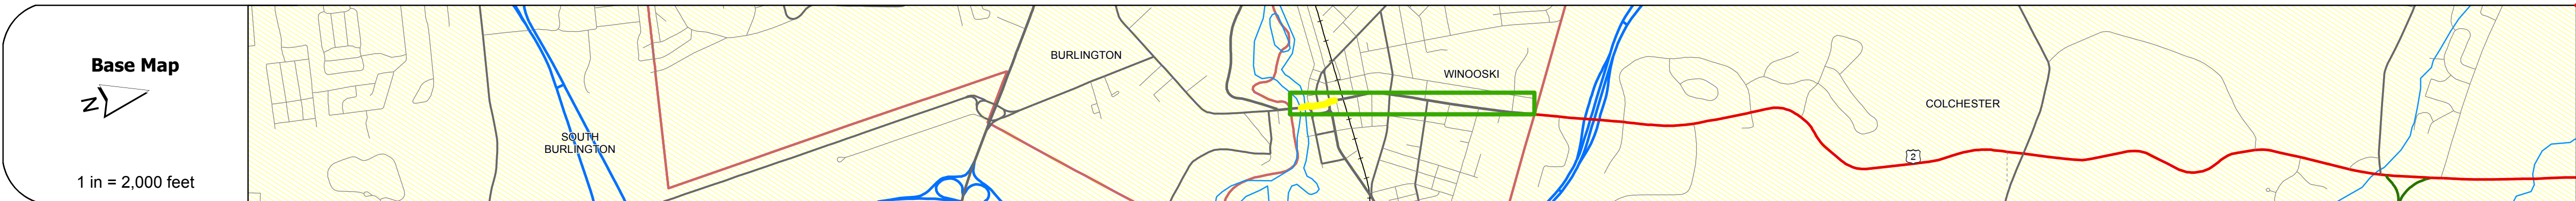 Base Map
N
1 in = 2,000 feet
SOUTH
BURLINGTON
BURLINGTON
WINOOSKI
COLCHESTER
2